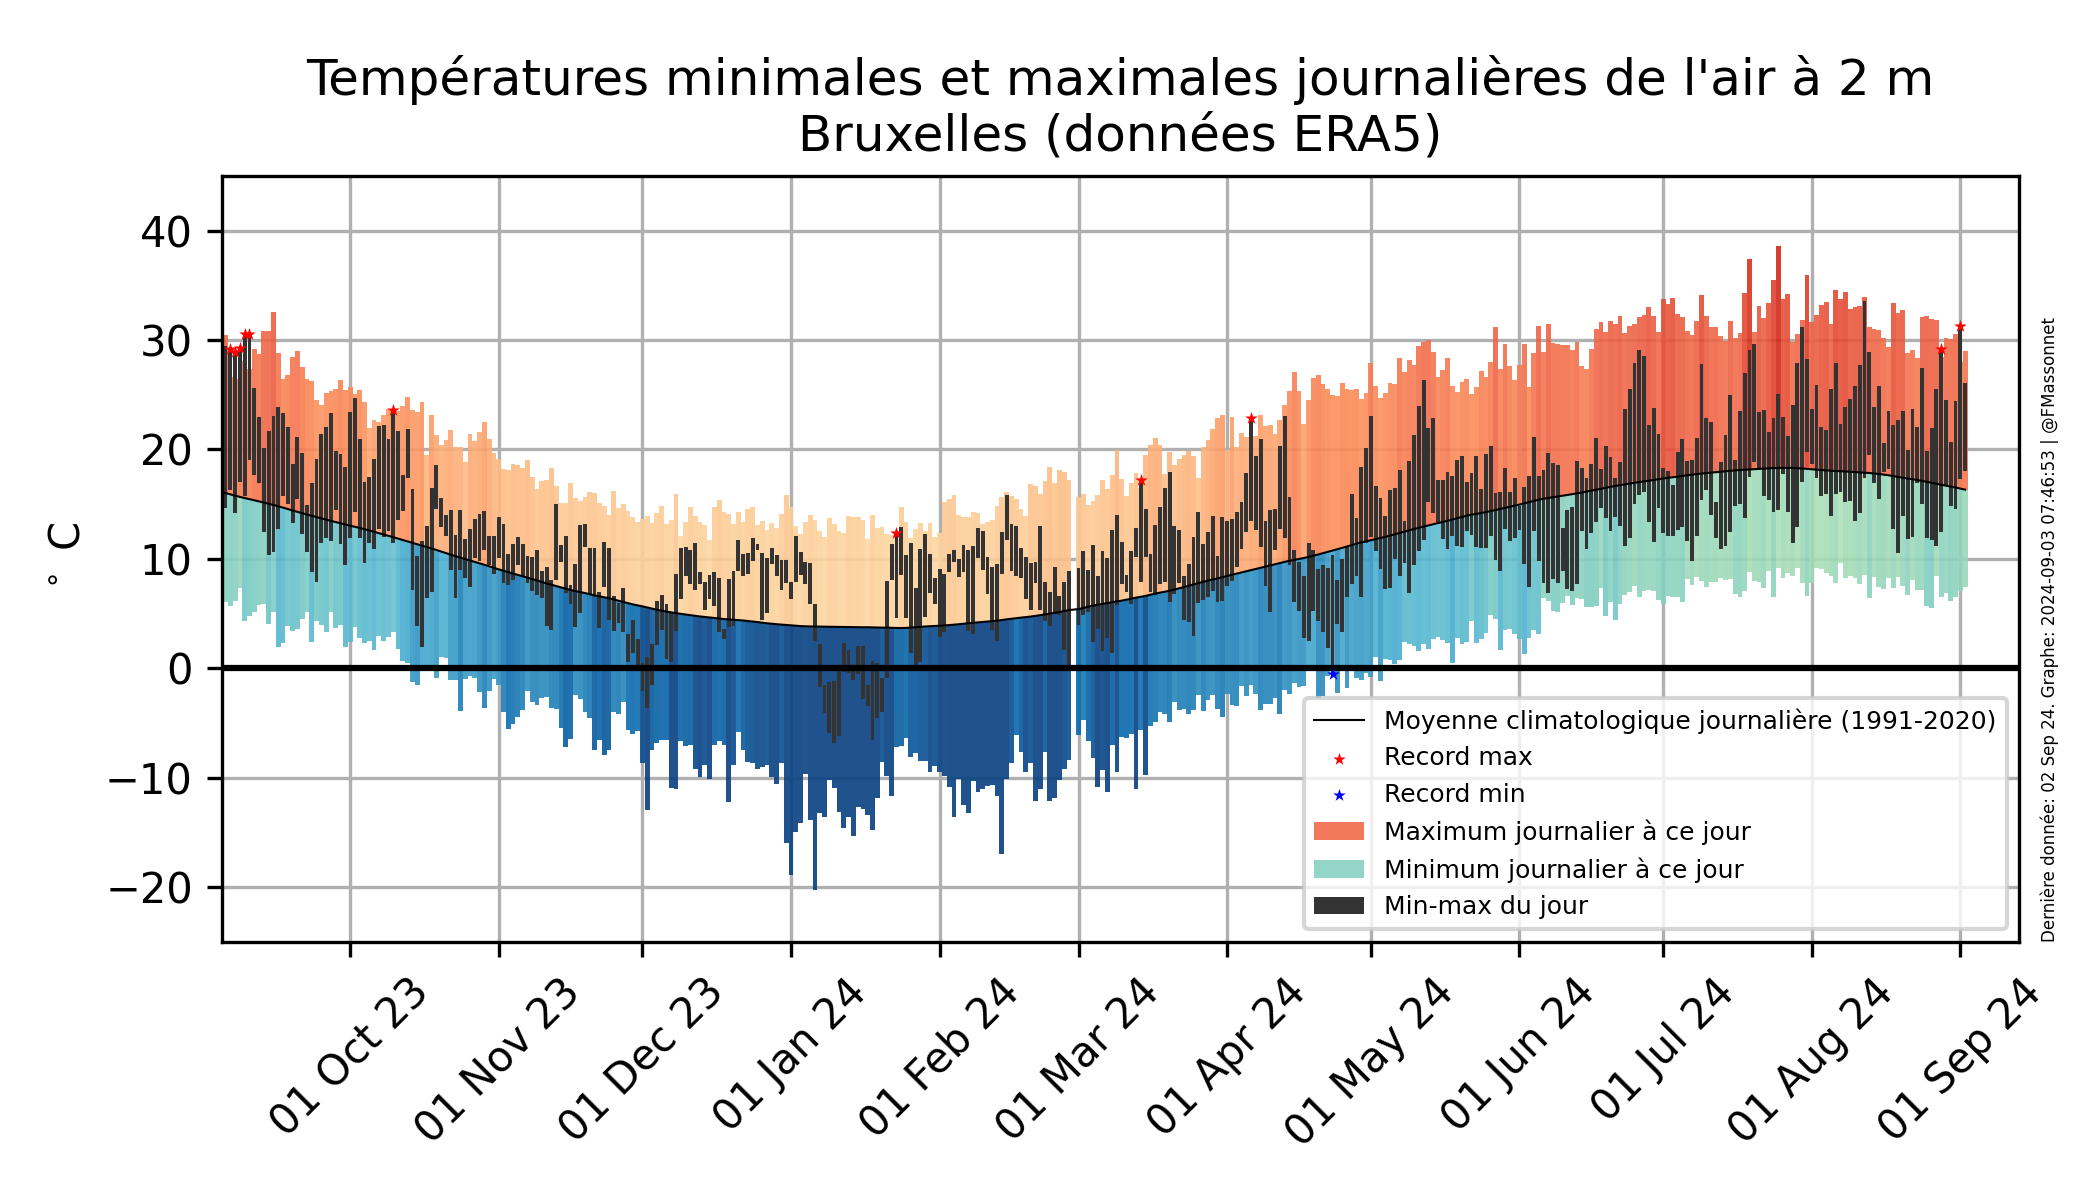 Températures minimales et maximales journalières de l'air à 2 m
Bruxelles (données ERA5)
40
30
20
10
0
−10
−20
° C
01 Oct 23
01 Nov 23
01 Dec 23
01 Jan 24
01 Feb 24
01 Mar 24
01 Apr 24
01 May 24
01 Jun 24
01 Jul 24
01 Aug 24
01 Sep 24
Moyenne climatologique journalière (1991-2020)
Record max
Record min
Maximum journalier à ce jour
Minimum journalier à ce jour
Min-max du jour
Dernière donnée: 02 Sep 24. Graphe: 2024-09-03 07:46:53 | @FMassonnet